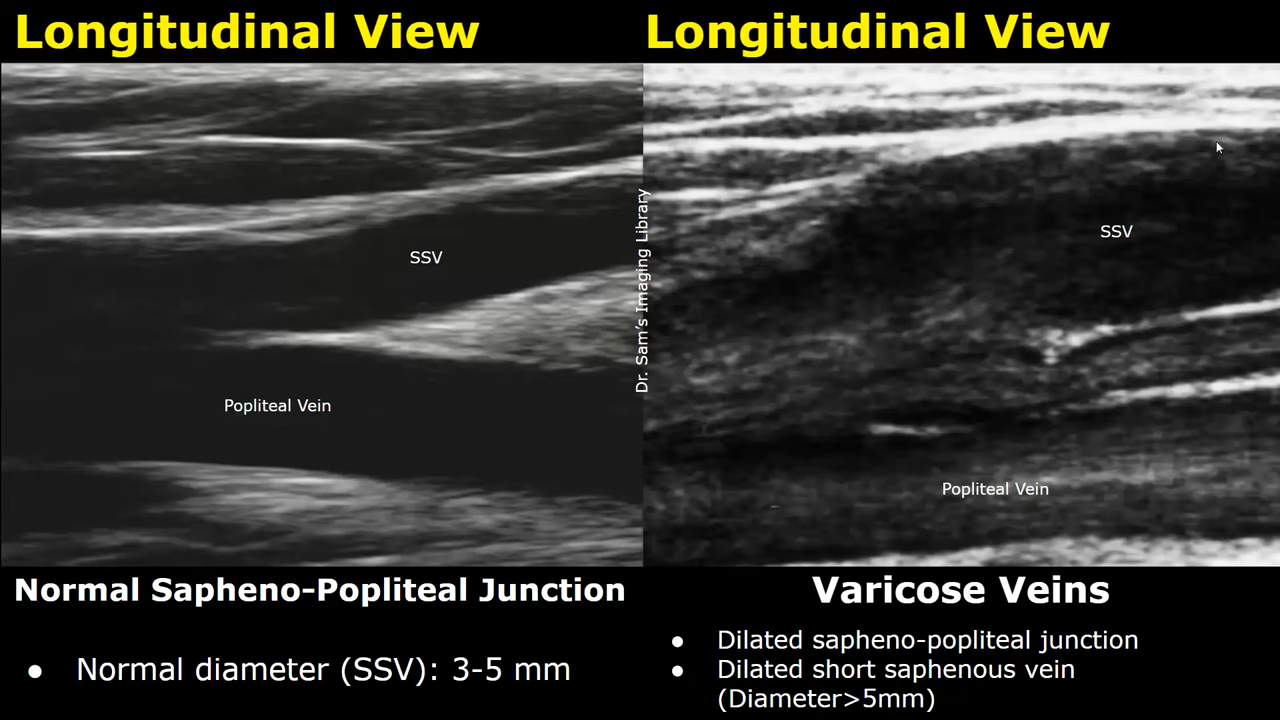 Longitudinal View
SSV
Popliteal Vein
Normal Sapheno-Popliteal Junction
● Normal diameter (SSV): 3-5 mm
Dr. Sam's Imaging Library
Longitudinal View
SSV
Popliteal Vein
Varicose Veins
● Dilated sapheno-popliteal junction
● Dilated short saphenous vein
(Diameter>5mm)